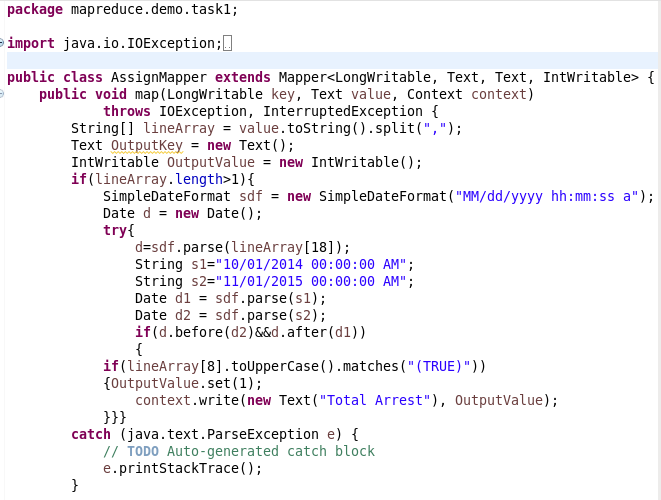 package mapreduce.demo.task1;
import java.io.IOException;
public class AssignMapper extends Mapper<LongWritable, Text, Text, IntWritable> {
public void map(LongWritable key, Text value, Context context)
throws IOException, InterruptedException {
String[] lineArray = value.toString().split(",");
Text OutputKey = new Text();
IntWritable OutputValue = new IntWritable();
if(lineArray.length>1){
SimpleDateFormat sdf = new SimpleDateFormat("MM/dd/yyyy hh:mm:ss a");
Date d = new Date();
try{
d=sdf.parse(lineArray[18]);
String s1="10/01/2014 00:00:00 AM";
String s2="11/01/2015 00:00:00 AM";
Date d1 = sdf.parse(s1);
Date d2 = sdf.parse(s2);
if(d.before(d2)&&d.after(d1))
{
if(lineArray[8].toUpperCase().matches("(TRUE)"))
{OutputValue.set(1);
context.write(new Text("Total Arrest"), OutputValue);
}}}
catch (java.text.ParseException e) {
// TODO Auto-generated catch block
e.printStackTrace();
}